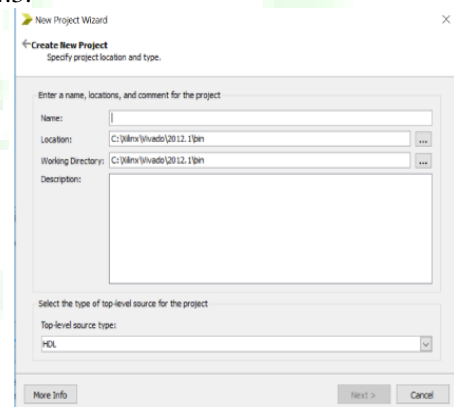 New Project Wizard
Create New Project
Specify project location and type.
Enter a name, locations, and comment for the project
Name:
Location: C:\Xilinx\Vivado\2012.1\bin ...
Working Directory: C:\Xilinx\Vivado\2012.1\bin ...
Description:
Select the type of top-level source for the project
Top-level source type:
HDL
More Info Next > Cancel